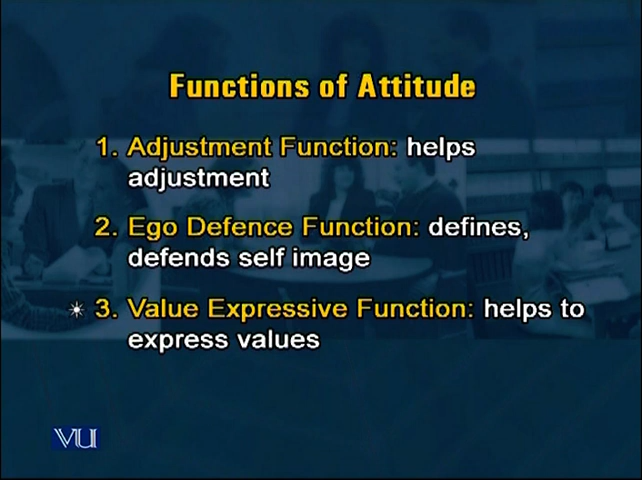 Functions of Attitude
1. Adjustment Function: helps
adjustment
2. Ego Defence Function: defines,
defends self image
3. Value Expressive Function: helps to
express values
VU